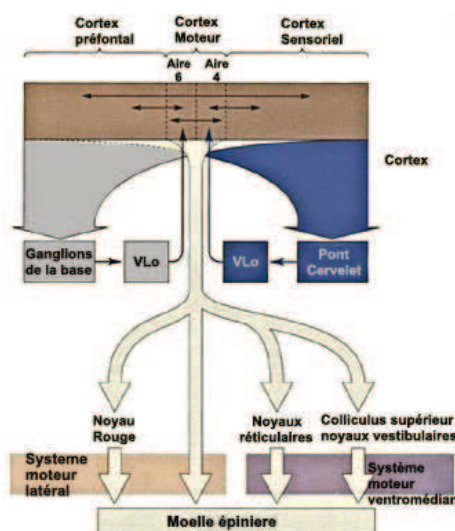 Cortex
préfontal
Cortex
Moteur
Cortex
Sensoriel
Aire
6
Aire
4
Cortex
Ganglions
de la base
VLo
VLo
Pont
Cervelet
Noyau
Rouge
Noyaux
réticulaires
Colliculus supérieur
noyaux vestibulaires
Systeme
moteur
latéral
Système
moteur
ventromédian
Moelle épiniere